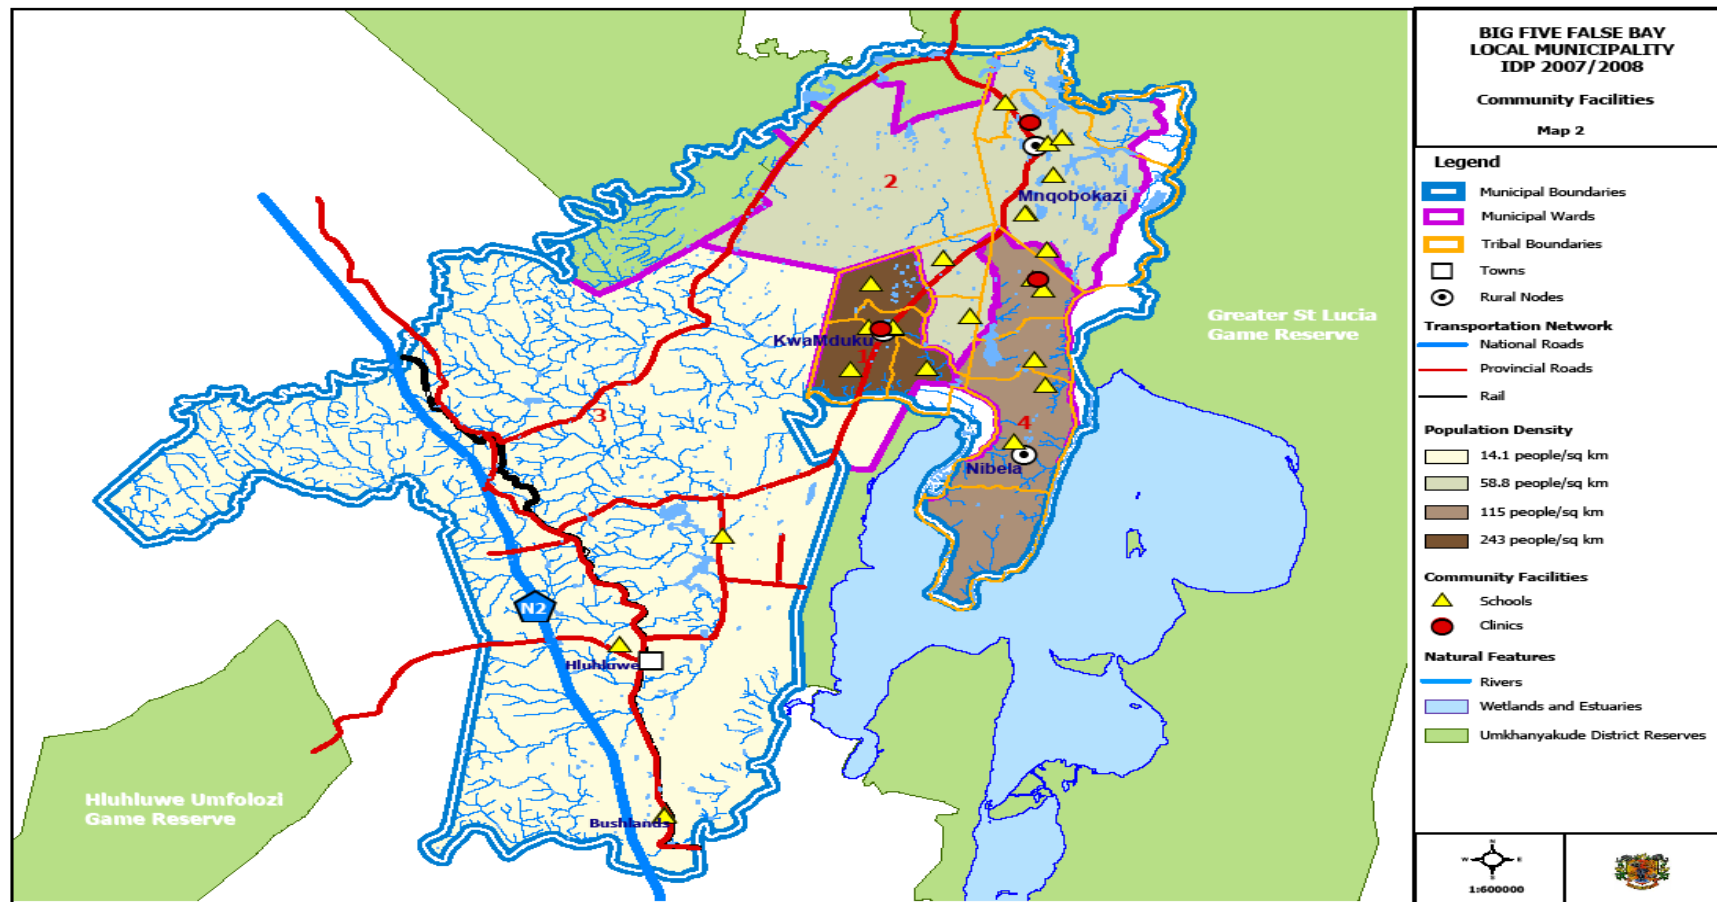 BIG FIVE FALSE BAY
LOCAL MUNICIPALITY
IDP 2007/2008
Community Facilities
Map 2
Legend
Municipal Boundaries
Municipal Wards
Tribal Boundaries
Towns
Rural Nodes
Transportation Network
National Roads
Provincial Roads
Rail
Population Density
14.1 people/sq km
58.8 people/sq km
115 people/sq km
243 people/sq km
Community Facilities
Schools
Clinics
Natural Features
Rivers
Wetlands and Estuaries
Umkhanyakude District Reserves
N
W E
S
1:600000
2
Mnqobokazi
Greater St Lucia
Game Reserve
KwaMduku
1
3
4
Nibela
N2
Hluhluwe
Hluhluwe Umfolozi
Game Reserve
Bushlands